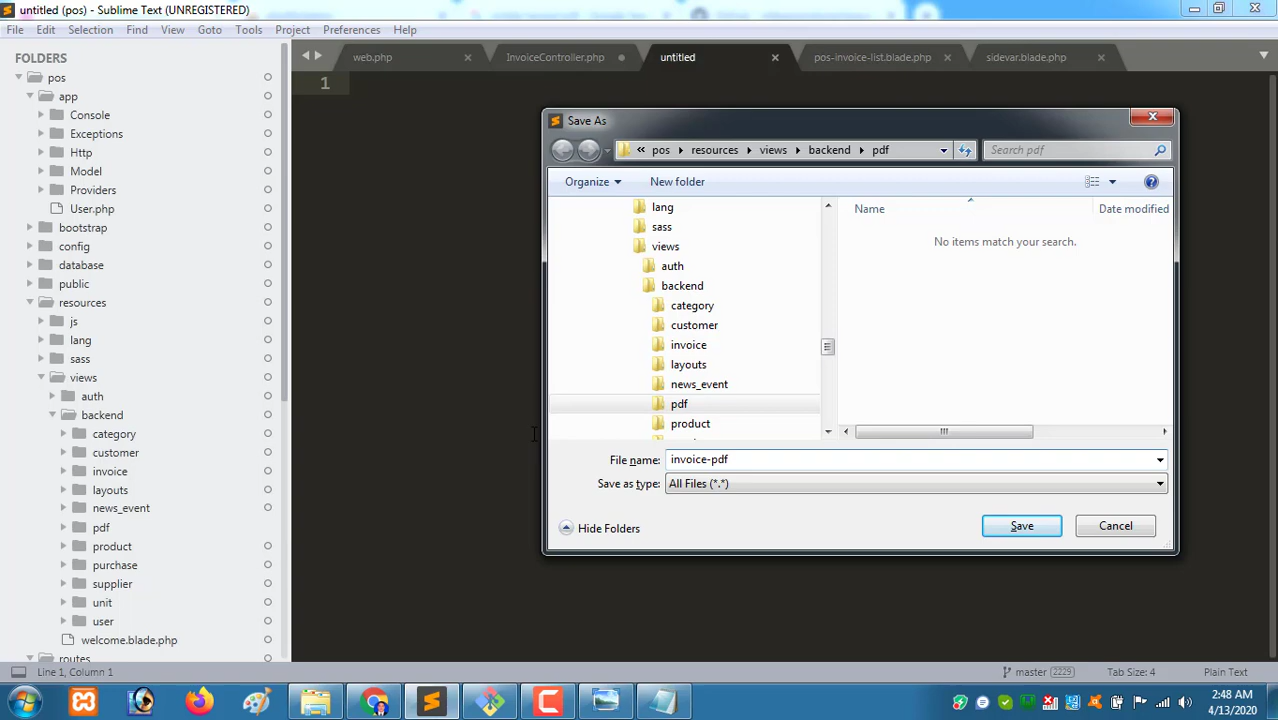 untitled (pos) - Sublime Text (UNREGISTERED)
File Edit Selection Find View Goto Tools Project Preferences Help
FOLDERS
pos
app
Console
Exceptions
Http
Model
Providers
User.php
bootstrap
config
database
public
resources
js
lang
sass
views
auth
backend
category
customer
invoice
layouts
news_event
pdf
product
purchase
supplier
unit
user
welcome.blade.php
routes
web.php InvoiceController.php untitled pos-invoice-list.blade.php sidevar.blade.php
1
Save As
« pos resources views backend pdf Search pdf
Organize New folder
lang
sass
views
auth
backend
category
customer
invoice
layouts
news_event
pdf
product
Name Date modified
No items match your search.
File name: invoice-pdf
Save as type: All Files (*.*)
Hide Folders Save Cancel
Line 1, Column 1 master 2229 Tab Size: 4 Plain Text
2:48 AM
4/13/2020